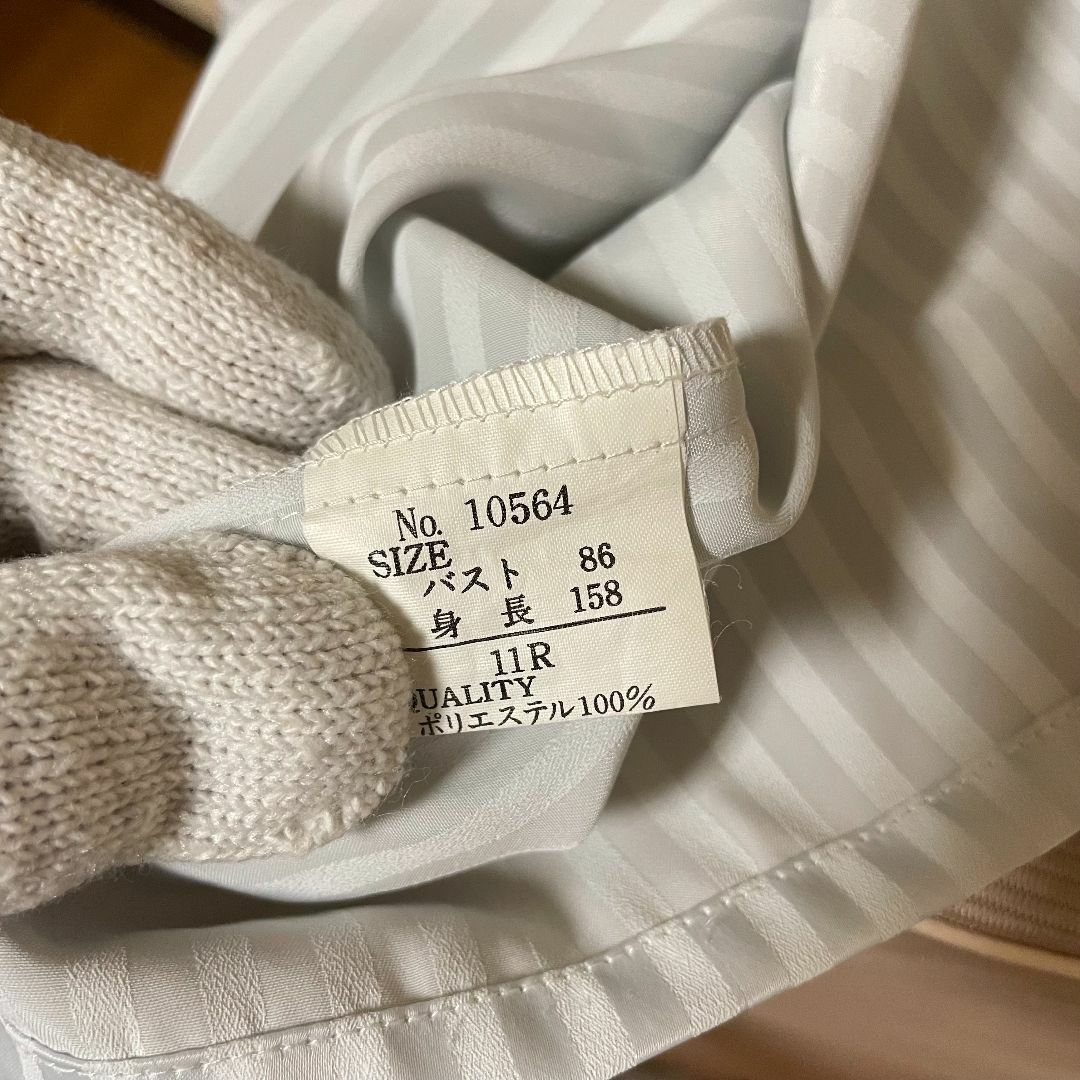 No. 10564
SIZE
バスト 86
身長 158
11R
QUALITY
ポリエステル100%